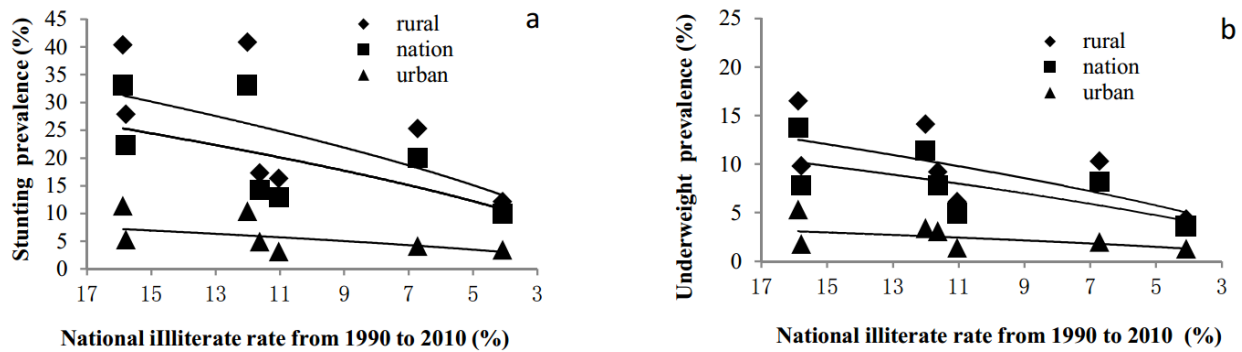 a
rural
nation
urban
Stunting prevalence (%)
45
40
35
30
25
20
15
10
5
0
17 15 13 11 9 7 5 3
National iIlliterate rate from 1990 to 2010 (%)
b
rural
nation
urban
Underweight prevalence (%)
25
20
15
10
5
0
17 15 13 11 9 7 5 3
National illiterate rate from 1990 to 2010 (%)